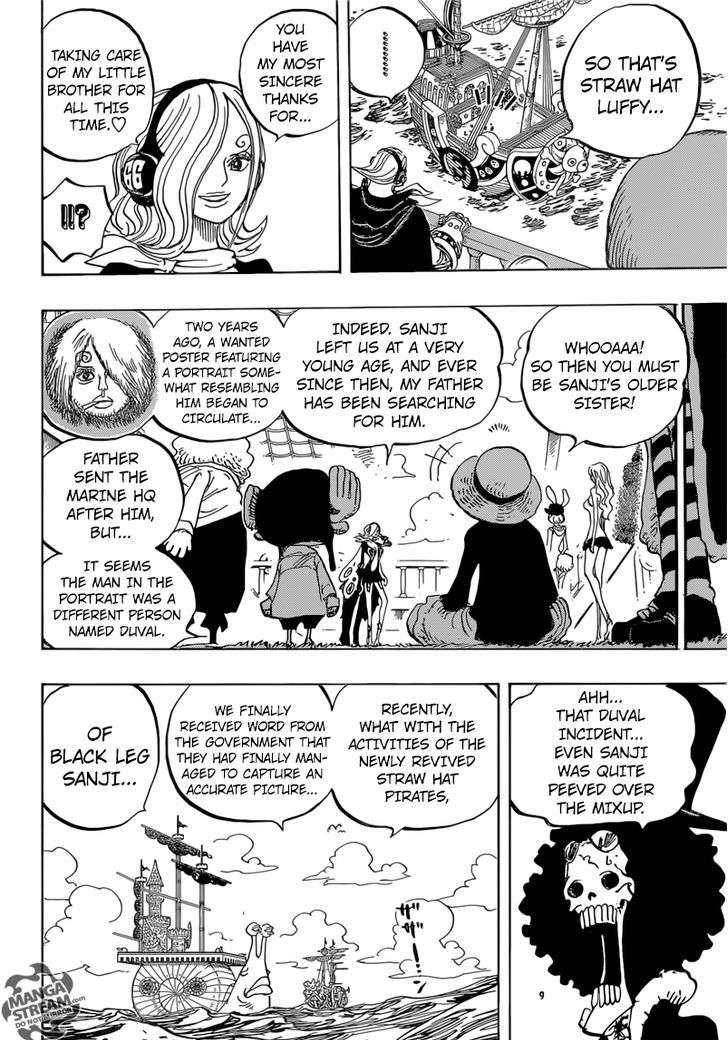 SO THAT'S
STRAW HAT
LUFFY...
YOU
HAVE
MY MOST
SINCERE
THANKS
FOR...
TAKING CARE
OF MY LITTLE
BROTHER FOR
ALL THIS
TIME.♡
!!?
WHOOAAA!
SO THEN YOU MUST
BE SANJI'S OLDER
SISTER!
INDEED. SANJI
LEFT US AT A VERY
YOUNG AGE, AND EVER
SINCE THEN, MY FATHER
HAS BEEN SEARCHING
FOR HIM.
TWO YEARS
AGO, A WANTED
POSTER FEATURING
A PORTRAIT SOME-
WHAT RESEMBLING
HIM BEGAN TO
CIRCULATE...
FATHER
SENT THE
MARINE HQ
AFTER HIM,
BUT...
IT SEEMS
THE MAN IN THE
PORTRAIT WAS A
DIFFERENT PERSON
NAMED DUVAL.
AHH...
THAT DUVAL
INCIDENT...
EVEN SANJI
WAS QUITE
PEEVED OVER
THE MIXUP.
RECENTLY,
WHAT WITH THE
ACTIVITIES OF THE
NEWLY REVIVED
STRAW HAT
PIRATES,
WE FINALLY
RECEIVED WORD FROM
THE GOVERNMENT THAT
THEY HAD FINALLY MAN-
AGED TO CAPTURE AN
ACCURATE PICTURE...
OF
BLACK LEG
SANJI...
9
MANGA
STREAM.COM
DO NOT MIRROR